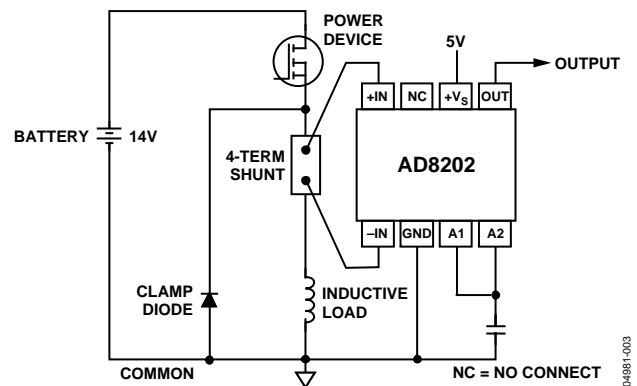 POWER
DEVICE
5V
OUTPUT
+IN
NC
+VS
OUT
BATTERY
14V
4-TERM
SHUNT
AD8202
–IN
GND
A1
A2
CLAMP
DIODE
INDUCTIVE
LOAD
COMMON
NC = NO CONNECT
04981-003